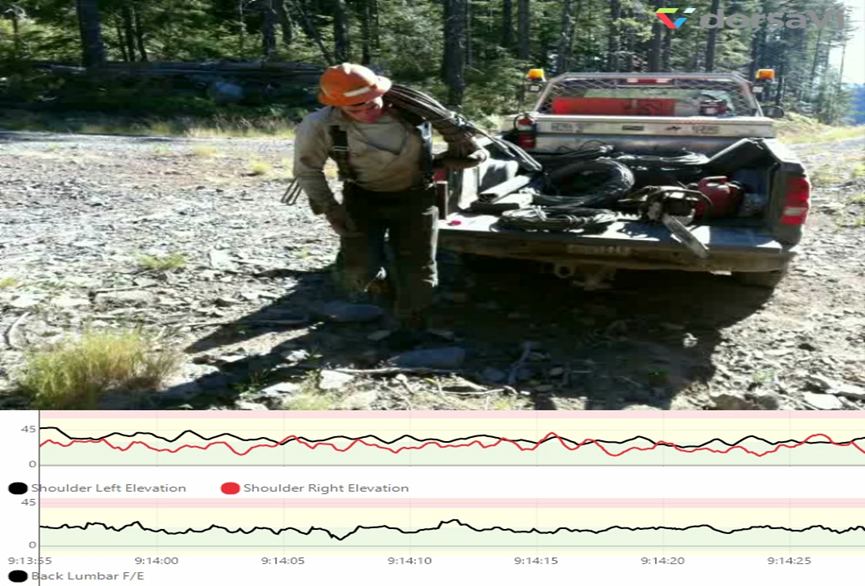 dorsavi
45
0
Shoulder Left Elevation
Shoulder Right Elevation
45
0
9:13:55
9:14:00
9:14:05
9:14:10
9:14:15
9:14:20
9:14:25
Back Lumbar F/E